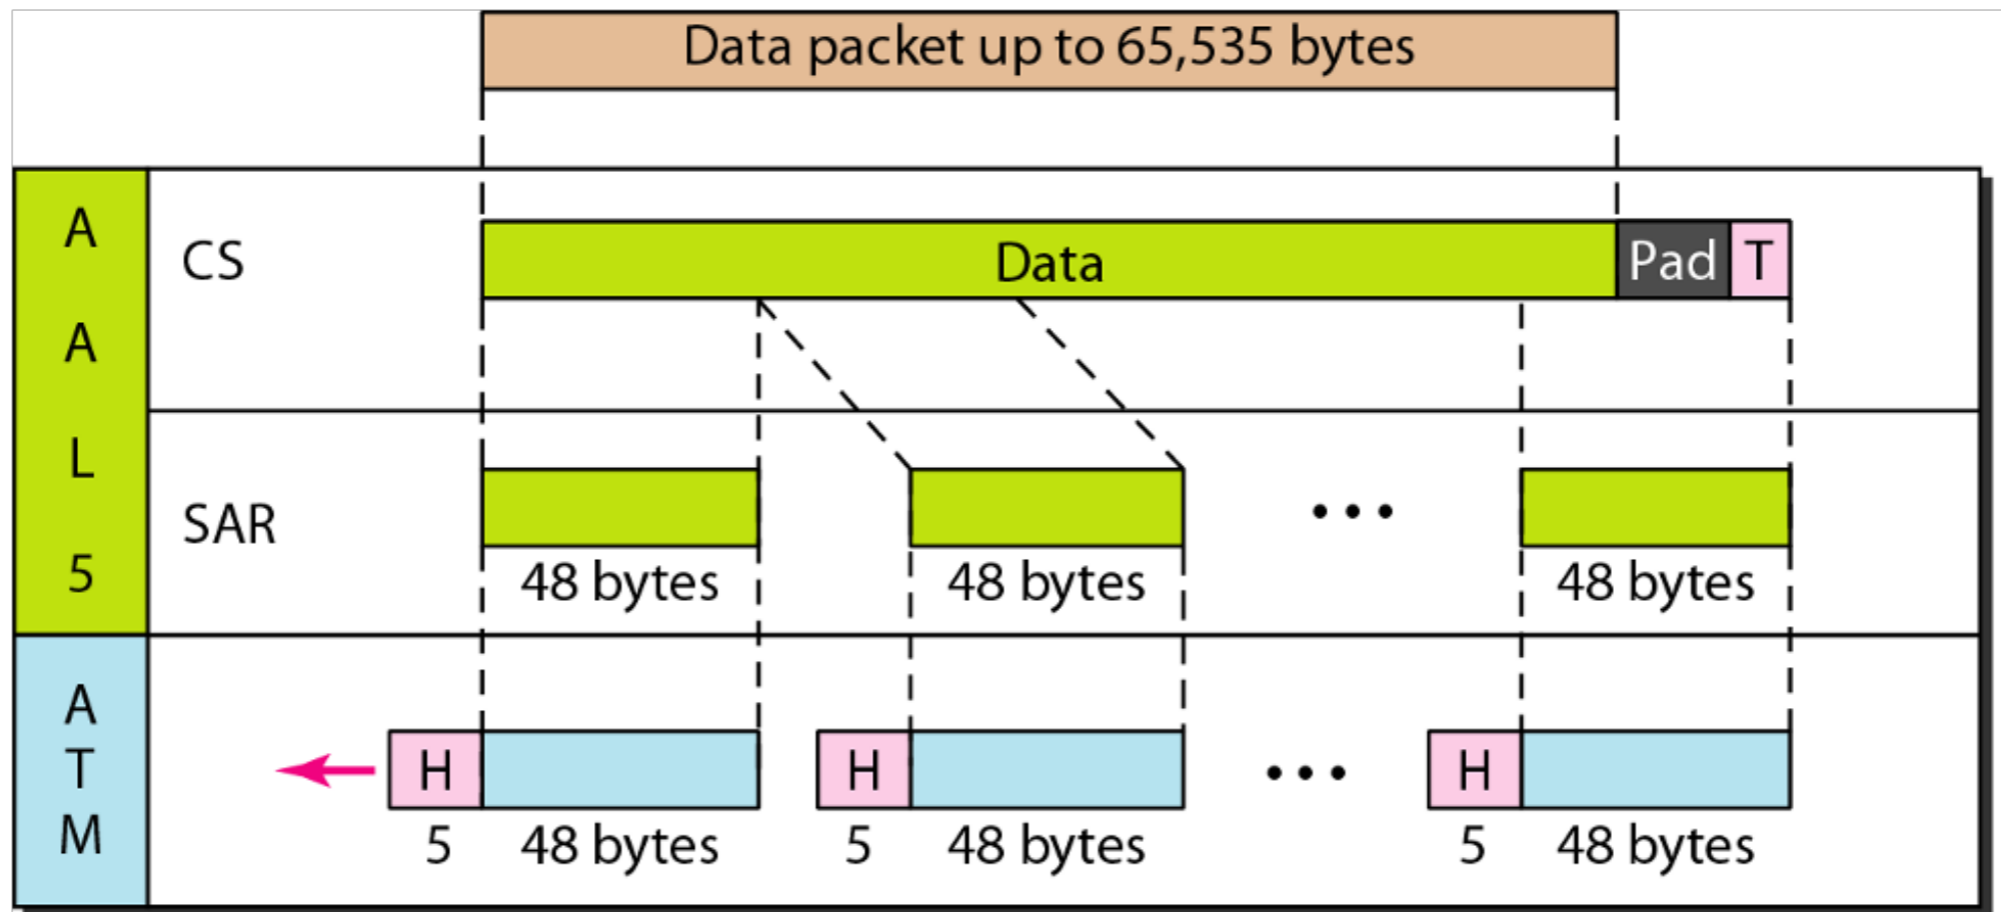 Data packet up to 65,535 bytes
A
A
L
5
CS
Data
Pad
T
SAR
48 bytes
48 bytes
48 bytes
A
T
M
H
H
H
5
48 bytes
5
48 bytes
5
48 bytes